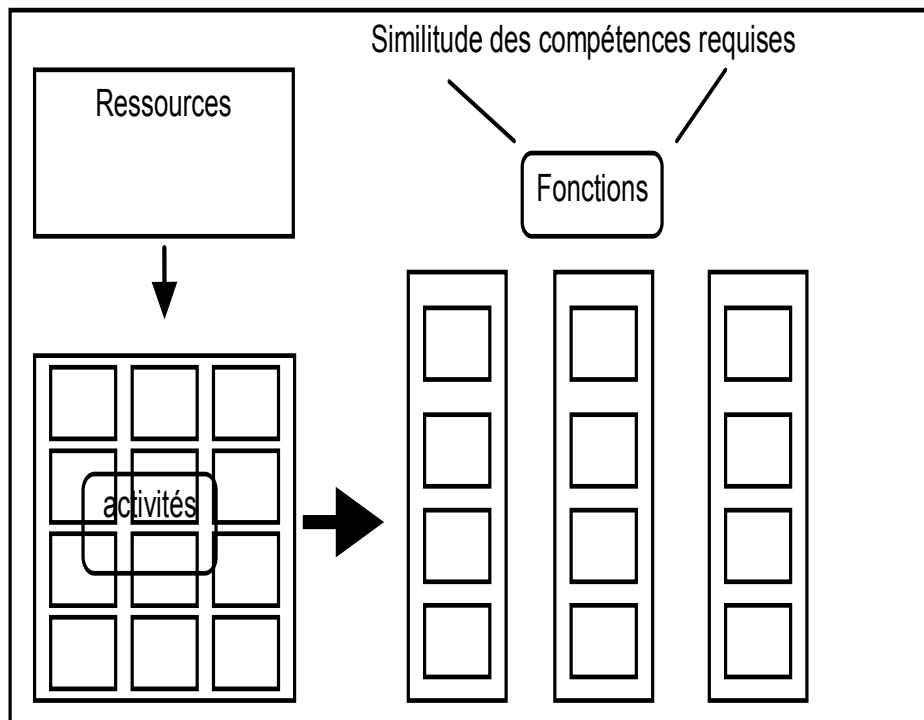 Similitude des compétences requises
Ressources
Fonctions
activités